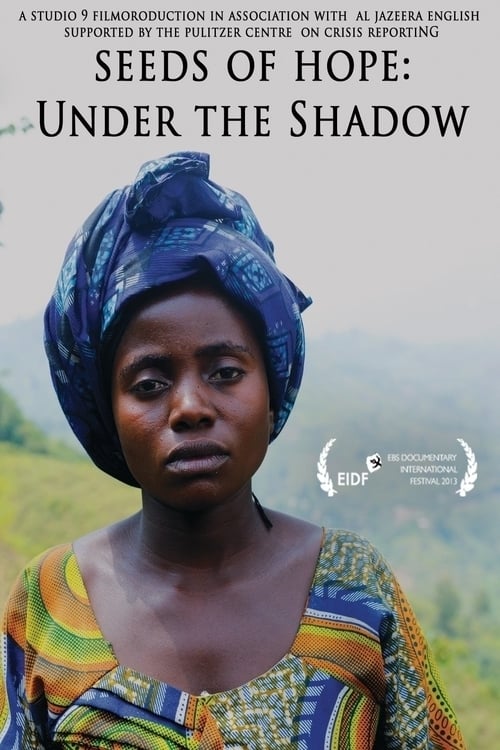 A STUDIO 9 FILMORODUCTION IN ASSOCIATION WITH AL JAZEERA ENGLISH
SUPPORTED BY THE PULITZER CENTRE ON CRISIS REPORTING
SEEDS OF HOPE:
UNDER THE SHADOW
EIDF
EBS DOCUMENTARY
INTERNATIONAL
FESTIVAL 2013